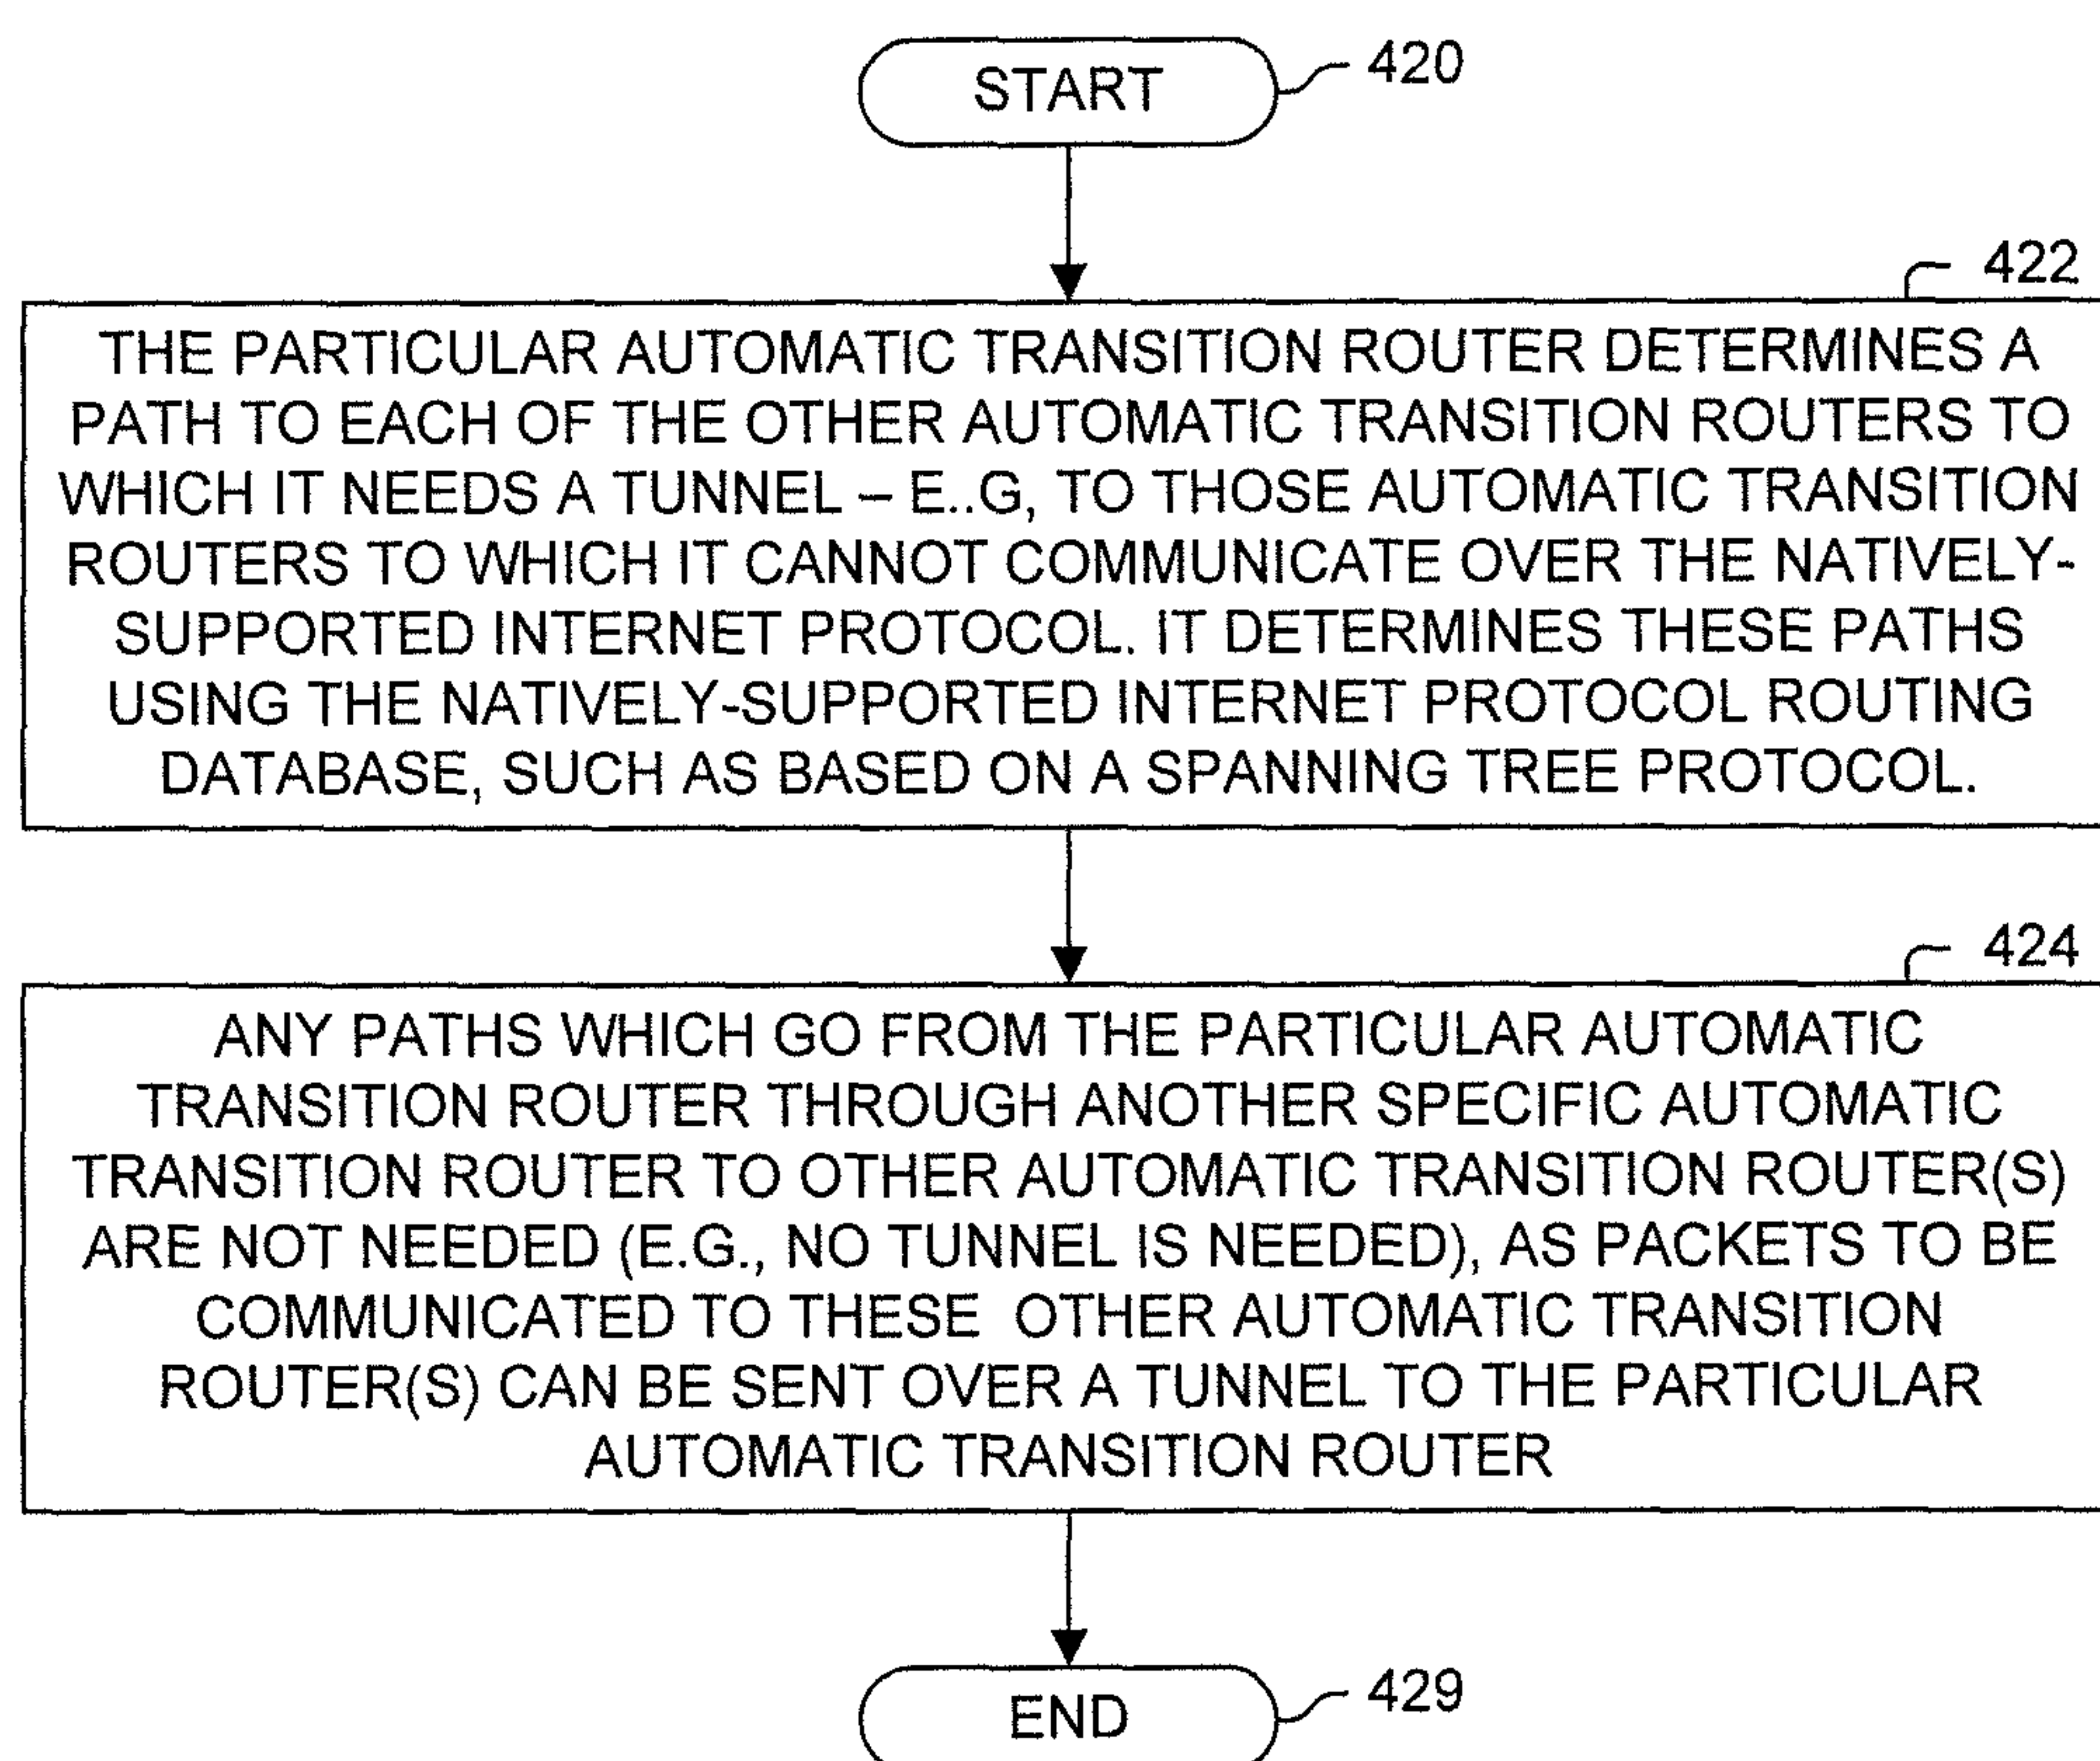 START
420
422
THE PARTICULAR AUTOMATIC TRANSITION ROUTER DETERMINES A
PATH TO EACH OF THE OTHER AUTOMATIC TRANSITION ROUTERS TO
WHICH IT NEEDS A TUNNEL – E..G, TO THOSE AUTOMATIC TRANSITION
ROUTERS TO WHICH IT CANNOT COMMUNICATE OVER THE NATIVELY-
SUPPORTED INTERNET PROTOCOL. IT DETERMINES THESE PATHS
USING THE NATIVELY-SUPPORTED INTERNET PROTOCOL ROUTING
DATABASE, SUCH AS BASED ON A SPANNING TREE PROTOCOL.
424
ANY PATHS WHICH GO FROM THE PARTICULAR AUTOMATIC
TRANSITION ROUTER THROUGH ANOTHER SPECIFIC AUTOMATIC
TRANSITION ROUTER TO OTHER AUTOMATIC TRANSITION ROUTER(S)
ARE NOT NEEDED (E.G., NO TUNNEL IS NEEDED), AS PACKETS TO BE
COMMUNICATED TO THESE  OTHER AUTOMATIC TRANSITION
ROUTER(S) CAN BE SENT OVER A TUNNEL TO THE PARTICULAR
AUTOMATIC TRANSITION ROUTER
END
429